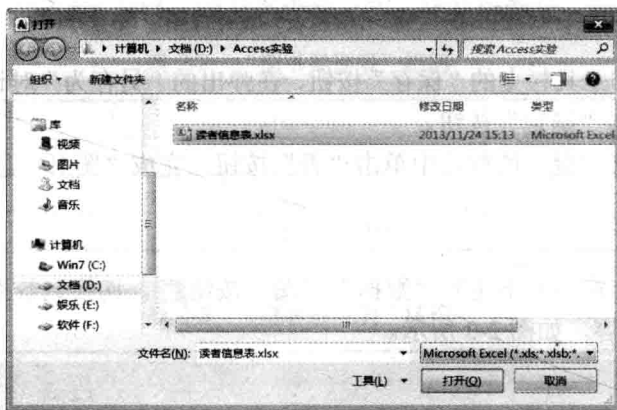 打开
计算机 ▸ 文档 (D:) ▸ Access实验
搜索 Access实验
组织 新建文件夹
名称 修改日期 类型
读者信息表.xlsx 2013/11/24 15:13 Microsoft Excel
库
视频
图片
文档
音乐
计算机
Win7 (C:)
文档 (D:)
娱乐 (E:)
软件 (F:)
文件名(N): 读者信息表.xlsx Microsoft Excel (*.xls;*.xlsb;*.
工具(L) 打开(O) 取消